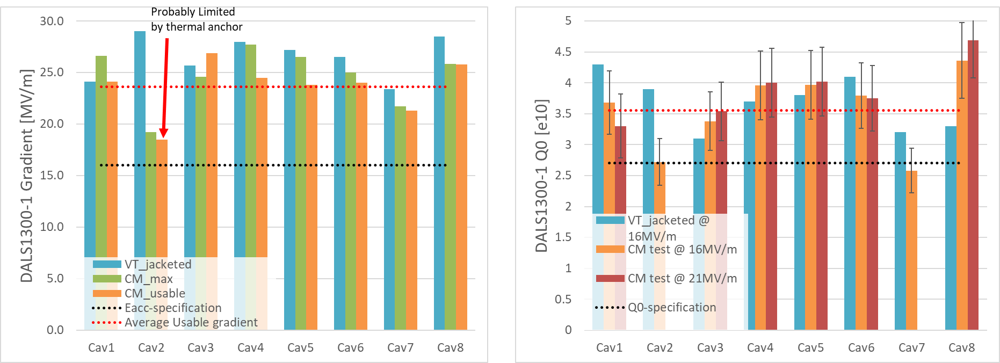 Probably Limited
by thermal anchor
DALS1300-1 Gradient [MV/m]
30.0
25.0
20.0
15.0
10.0
5.0
0.0
VT_jacketed
CM_max
CM_usable
Eacc-specification
Average Usable gradient
Cav1 Cav2 Cav3 Cav4 Cav5 Cav6 Cav7 Cav8
DALS1300-1 Q0 [e10]
5
4.5
4
3.5
3
2.5
2
1.5
1
0.5
0
VT_jacketed @
16MV/m
CM test @ 16MV/m
CM test @ 21MV/m
Q0-specification
Cav1 Cav2 Cav3 Cav4 Cav5 Cav6 Cav7 Cav8